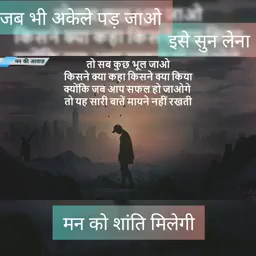 जब भी अकेले पड़ जाओ
इसे सुन लेना
मन की आवाज़
तो सब कुछ भूल जाओ
किसने क्या कहा किसने क्या किया
क्योंकि जब आप सफल हो जाओगे
तो यह सारी बातें मायने नहीं रखती
मन को शांति मिलेगी